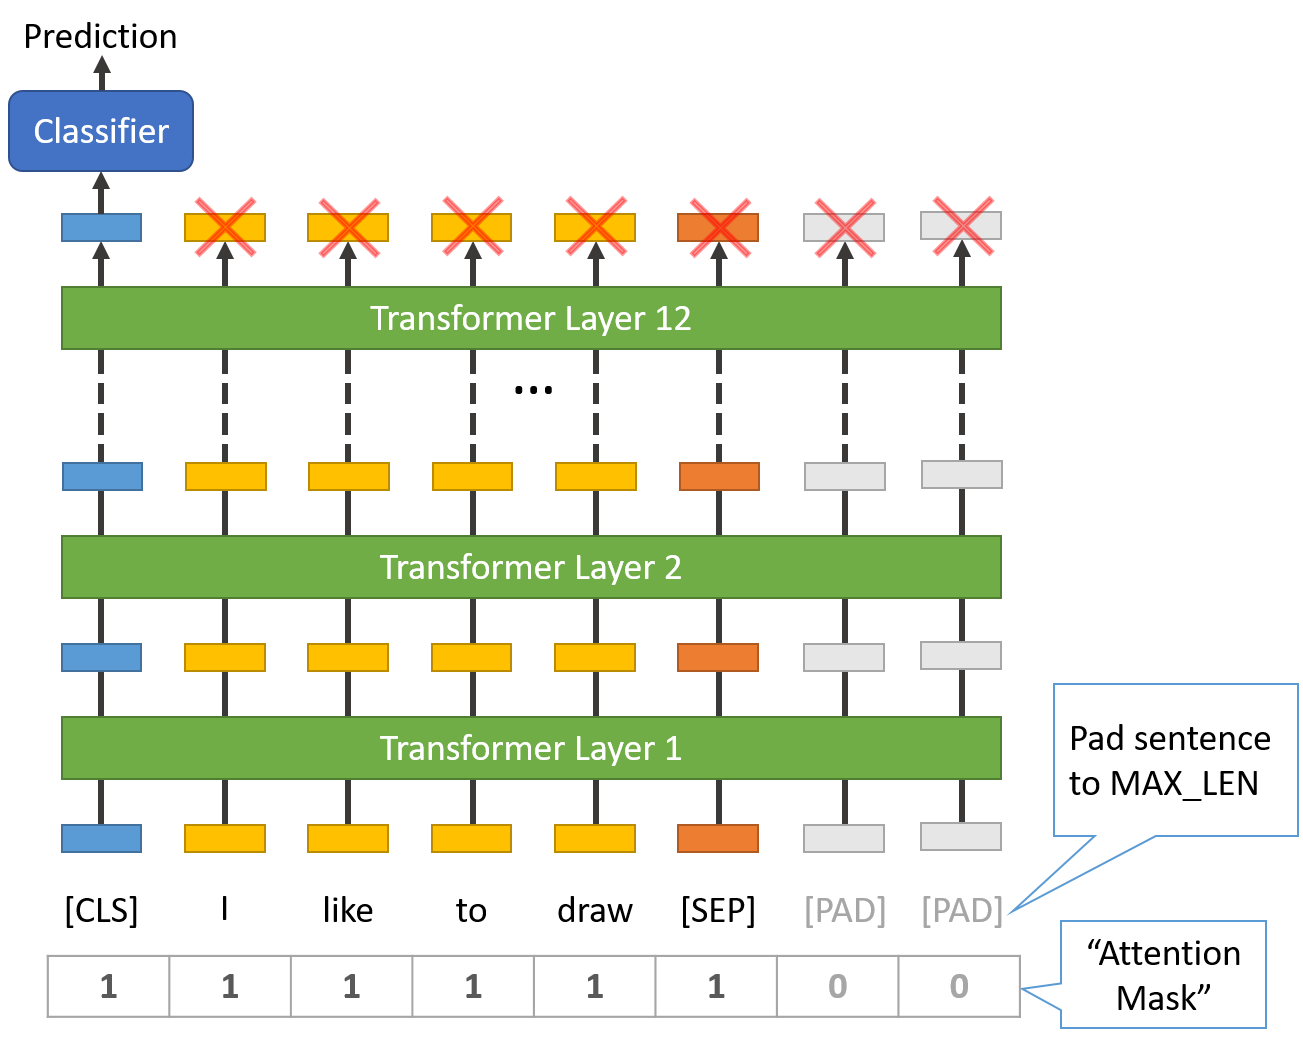 Prediction
Classifier
Transformer Layer 12
...
Transformer Layer 2
Transformer Layer 1
Pad sentence
to MAX_LEN
[CLS] I like to draw [SEP] [PAD] [PAD]
1 1 1 1 1 1 0 0
“Attention
Mask”